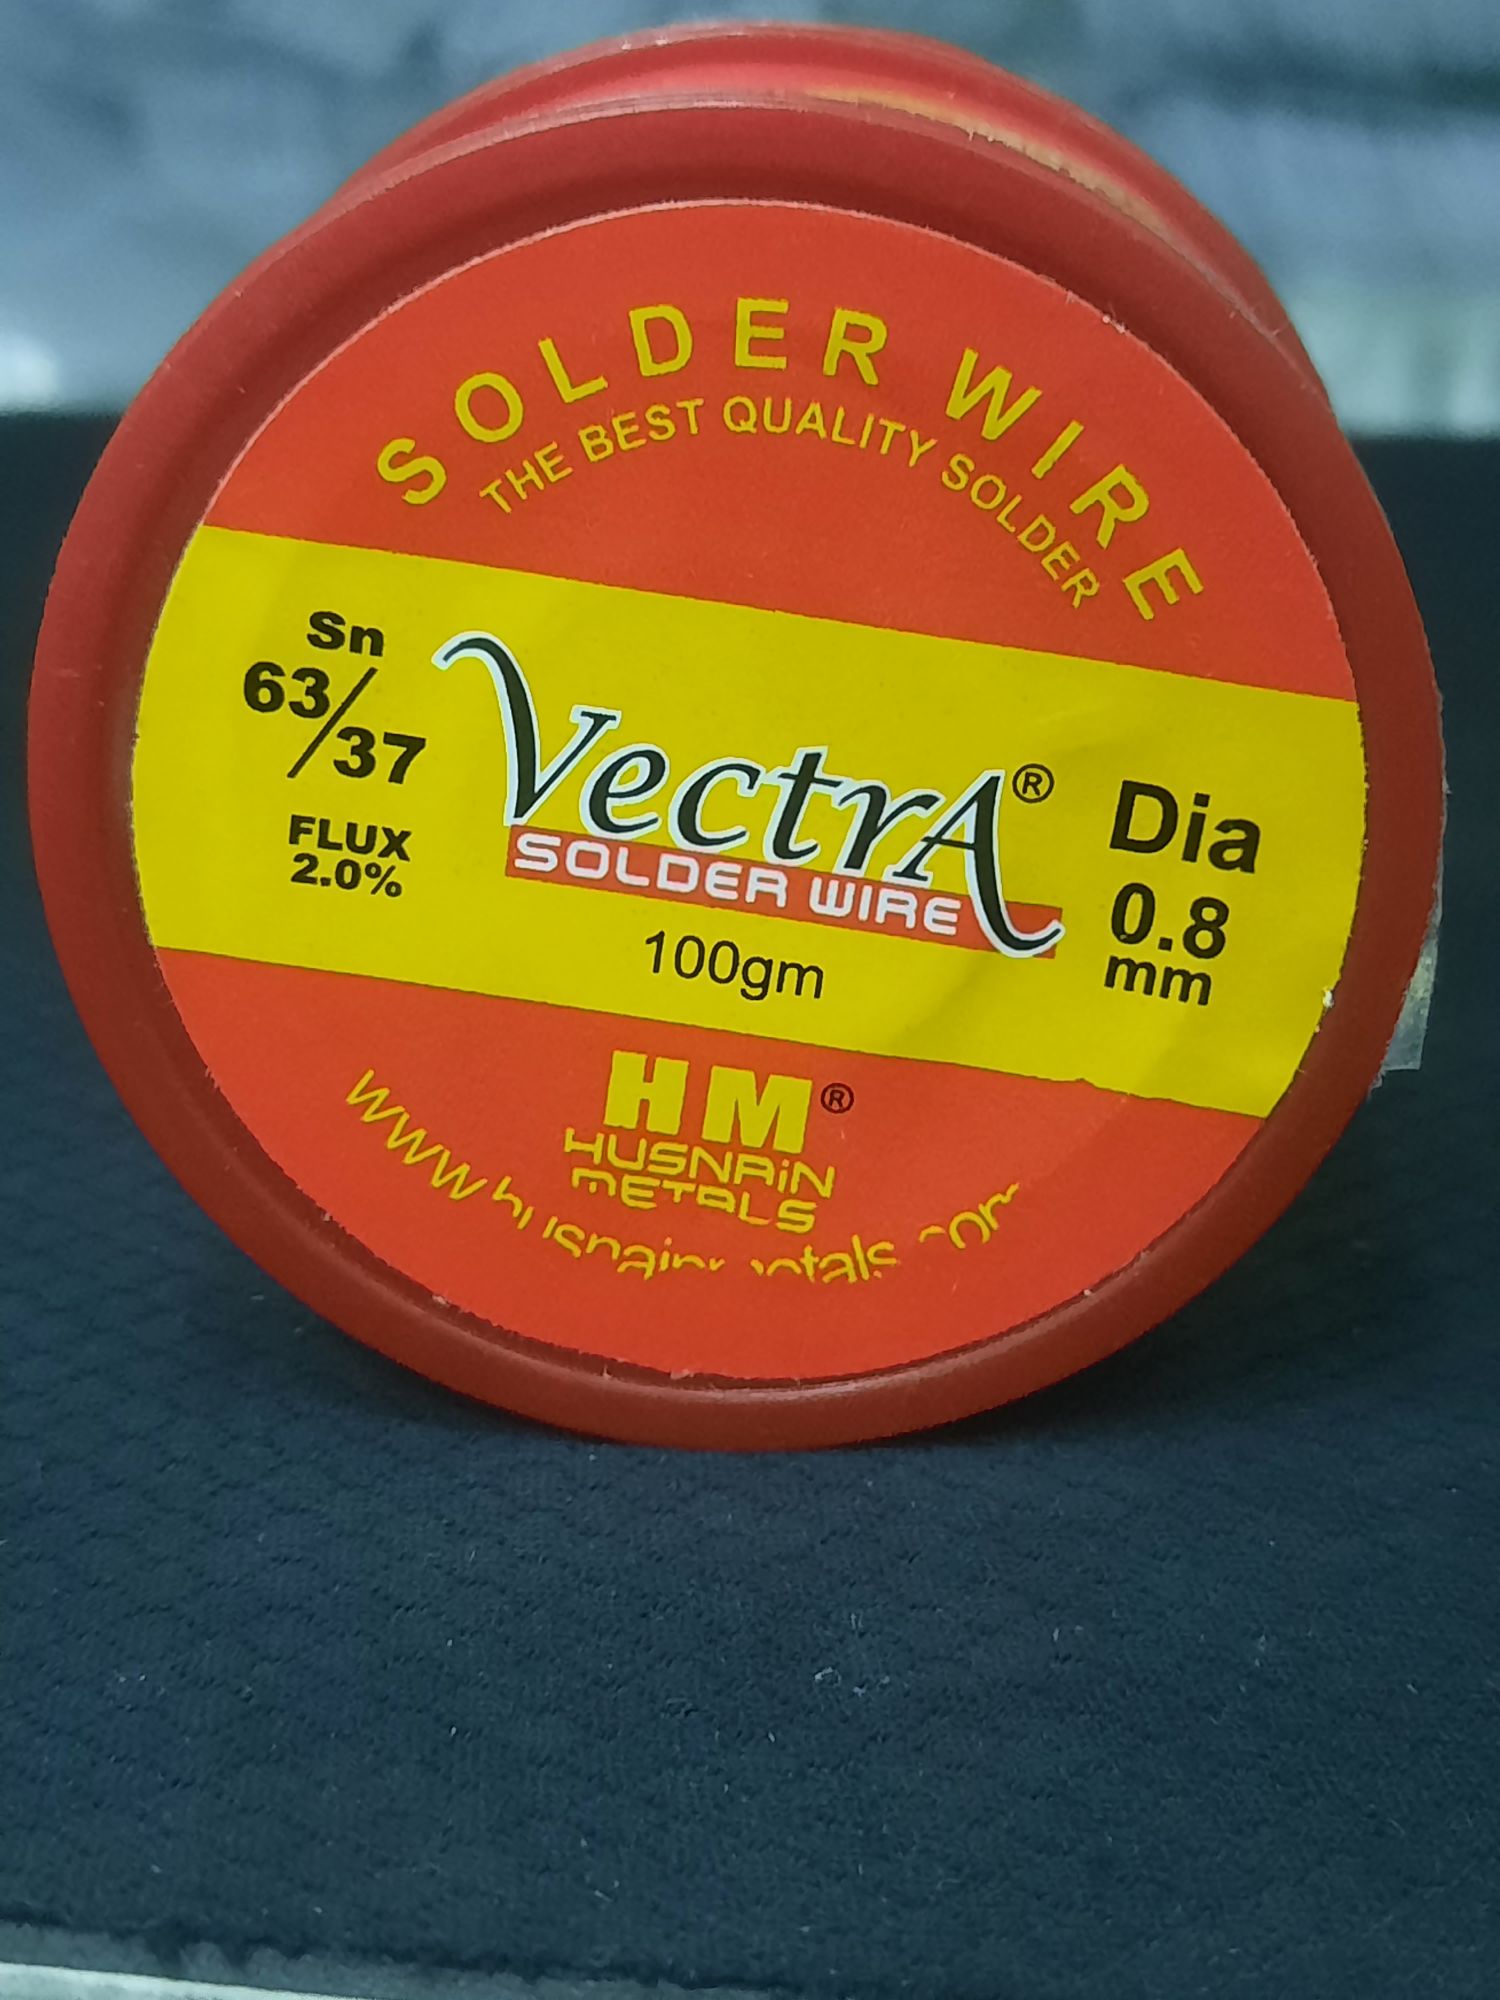 SOLDER WIRE
THE BEST QUALITY SOLDER
Sn
63/37
FLUX
2.0%
VectrA®
SOLDER WIRE
100gm
Dia
0.8
mm
HM®
HUSNAiN
METALS